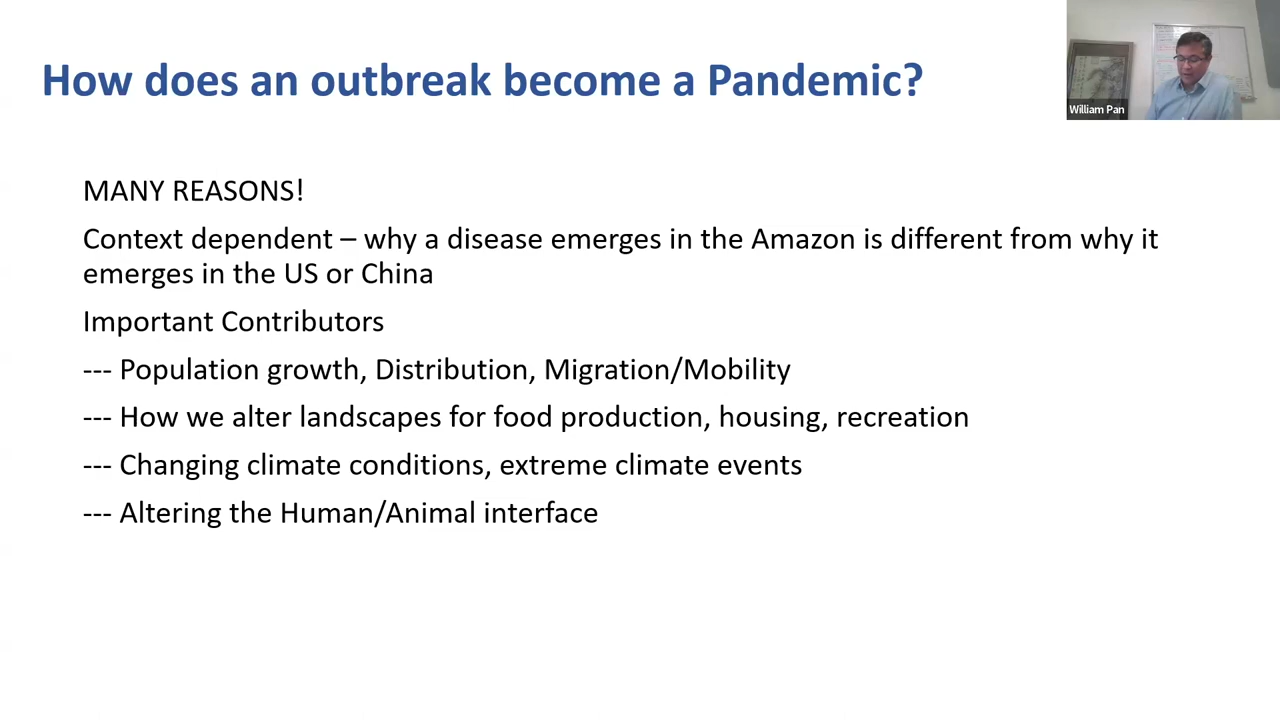 How does an outbreak become a Pandemic?
William Pan
MANY REASONS!
Context dependent – why a disease emerges in the Amazon is different from why it
emerges in the US or China
Important Contributors
--- Population growth, Distribution, Migration/Mobility
--- How we alter landscapes for food production, housing, recreation
--- Changing climate conditions, extreme climate events
--- Altering the Human/Animal interface